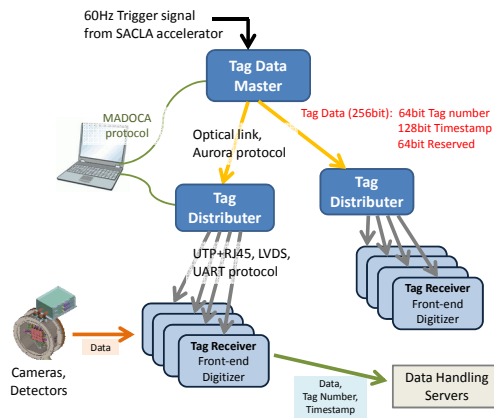 60Hz Trigger signal
from SACLA accelerator
Tag Data
Master
MADOCA
protocol
Optical link,
Aurora protocol
Tag Data (256bit): 64bit Tag number
128bit Timestamp
64bit Reserved
Tag
Distributer
Tag
Distributer
UTP+RJ45, LVDS,
UART protocol
Tag Receiver
Front-end
Digitizer
Tag Receiver
Front-end
Digitizer
Data
Cameras,
Detectors
Data,
Tag Number,
Timestamp
Data Handling
Servers